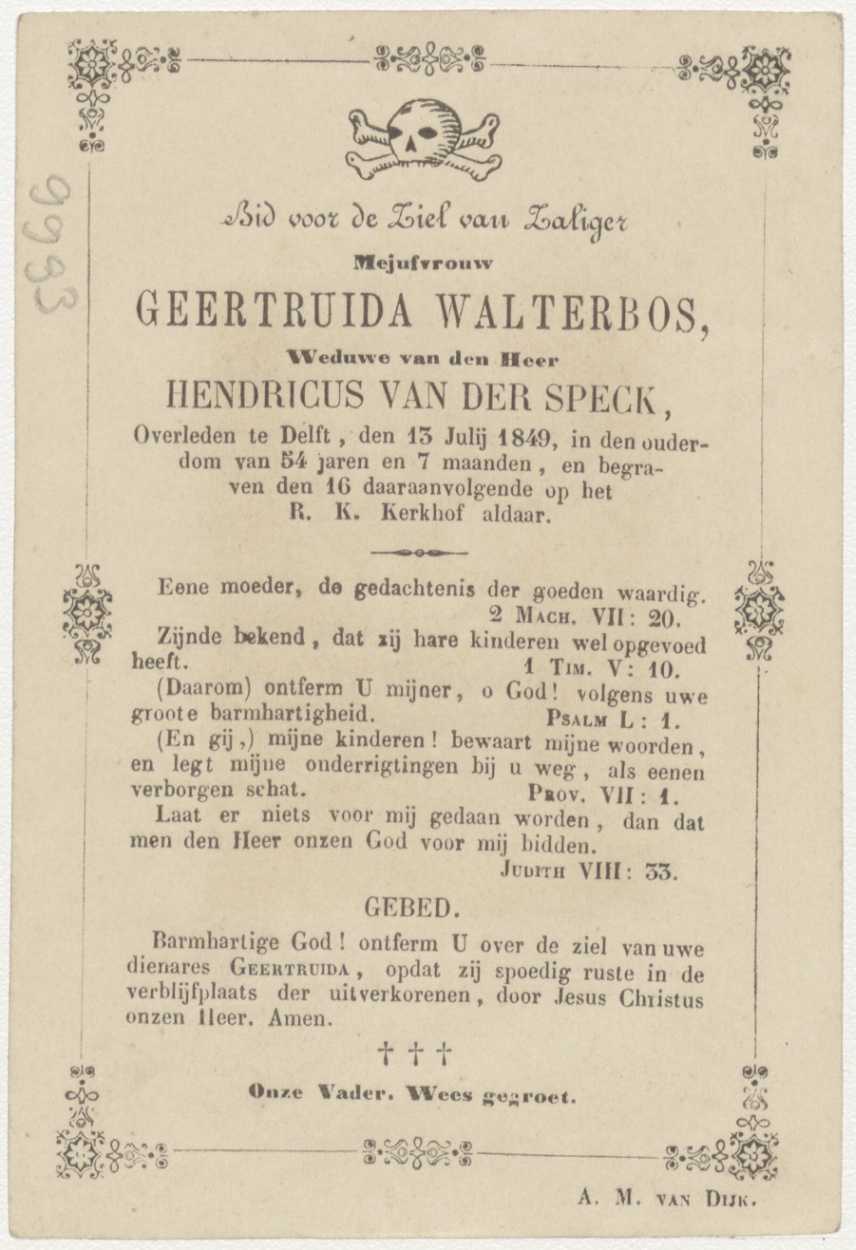 9993
Bid voor de Ziel van Zaliger
Mejufvrouw
GEERTRUIDA WALTERBOS,
Weduwe van den Heer
HENDRICUS VAN DER SPECK,
Overleden te Delft, den 13 Julij 1849, in den ouder-
dom van 54 jaren en 7 maanden, en begra-
ven den 16 daaraanvolgende op het
R. K. Kerkhof aldaar.
Eene moeder, de gedachtenis der goeden waardig.
2 MACH. VII: 20.
Zijnde bekend, dat zij hare kinderen wel opgevoed
heeft. 1 TIM. V: 10.
(Daarom) ontferm U mijner, o God! volgens uwe
groote barmhartigheid. PSALM L: 1.
(En gij,) mijne kinderen! bewaart mijne woorden,
en legt mijne onderrigtingen bij u weg, als eenen
verborgen schat. PROV. VII: 1.
Laat er niets voor mij gedaan worden, dan dat
men den Heer onzen God voor mij bidden.
JUDITH VIII: 33.
GEBED.
Barmhartige God! ontferm U over de ziel van uwe
dienares GEERTRUIDA, opdat zij spoedig ruste in de
verblijfplaats der uitverkorenen, door Jesus Christus
onzen Heer. Amen.
† † †
Onze Vader. Wees gegroet.
A. M. VAN DIJK.